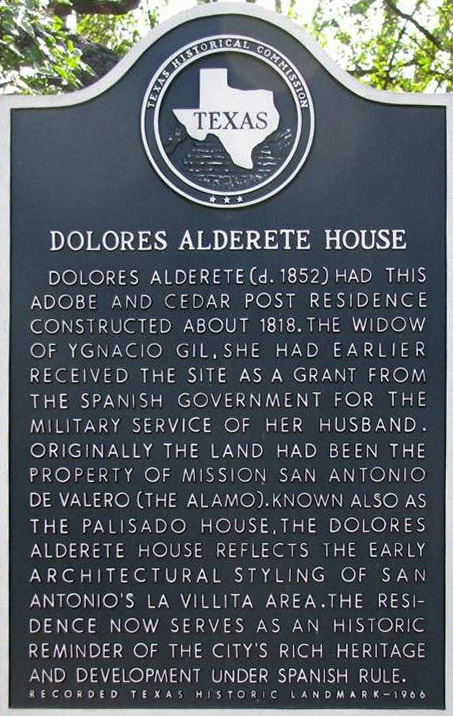 TEXAS HISTORICAL COMMISSION
TEXAS
DOLORES ALDERETE HOUSE
DOLORES ALDERETE (d. 1852) HAD THIS
ADOBE AND CEDAR POST RESIDENCE
CONSTRUCTED ABOUT 1818. THE WIDOW
OF YGNACIO GIL, SHE HAD EARLIER
RECEIVED THE SITE AS A GRANT FROM
THE SPANISH GOVERNMENT FOR THE
MILITARY SERVICE OF HER HUSBAND.
ORIGINALLY THE LAND HAD BEEN THE
PROPERTY OF MISSION SAN ANTONIO
DE VALERO (THE ALAMO). KNOWN ALSO AS
THE PALISADO HOUSE, THE DOLORES
ALDERETE HOUSE REFLECTS THE EARLY
ARCHITECTURAL STYLING OF SAN
ANTONIO'S LA VILLITA AREA. THE RESI-
DENCE NOW SERVES AS AN HISTORIC
REMINDER OF THE CITY'S RICH HERITAGE
AND DEVELOPMENT UNDER SPANISH RULE.
RECORDED TEXAS HISTORIC LANDMARK-1966